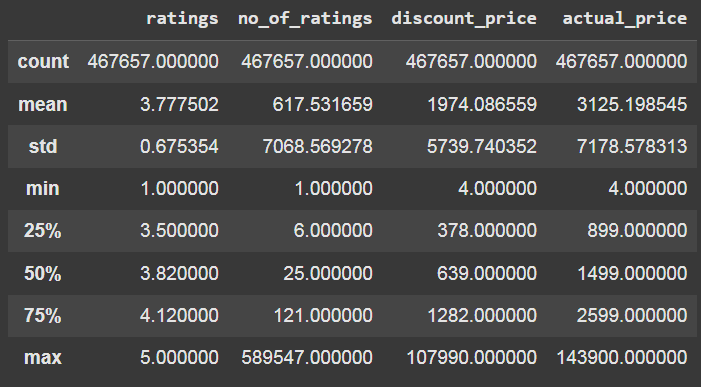 ratings no_of_ratings discount_price actual_price
count 467657.000000 467657.000000 467657.000000 467657.000000
mean 3.777502 617.531659 1974.086559 3125.198545
std 0.675354 7068.569278 5739.740352 7178.578313
min 1.000000 1.000000 4.000000 4.000000
25% 3.500000 6.000000 378.000000 899.000000
50% 3.820000 25.000000 639.000000 1499.000000
75% 4.120000 121.000000 1282.000000 2599.000000
max 5.000000 589547.000000 107990.000000 143900.000000